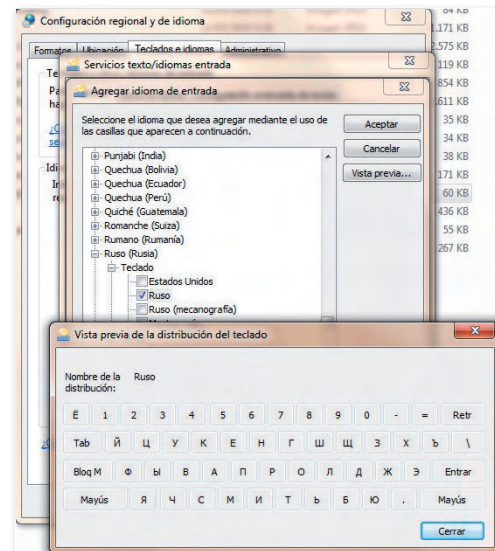 Configuración regional y de idioma
84 KB
1.171 KB
Formatos Ubicación Teclados e idiomas Administrativo
2.575 KB
Servicios texto/idiomas entrada
119 KB
Agregar idioma de entrada
854 KB
.611 KB
Seleccione el idioma que desea agregar mediante el uso de
las casillas que aparecen a continuación.
Aceptar
35 KB
34 KB
Cancelar
38 KB
Punjabi (India)
Vista previa...
171 KB
Quechua (Bolivia)
Quechua (Ecuador)
60 KB
Quechua (Perú)
436 KB
Quiché (Guatemala)
55 KB
Romanche (Suiza)
267 KB
Rumano (Rumanía)
Ruso (Rusia)
Teclado
Estados Unidos
Ruso
Ruso (mecanografía)
Vista previa de la distribución del teclado
Nombre de la distribución: Ruso
Ё 1 2 3 4 5 6 7 8 9 0 - = Retr
Tab Й Ц У К Е Н Г Ш Щ З Х Ъ \
Bloq M Ф Ы В А П Р О Л Д Ж Э Entrar
Mayús Я Ч С М И Т Ь Б Ю . Mayús
Cerrar